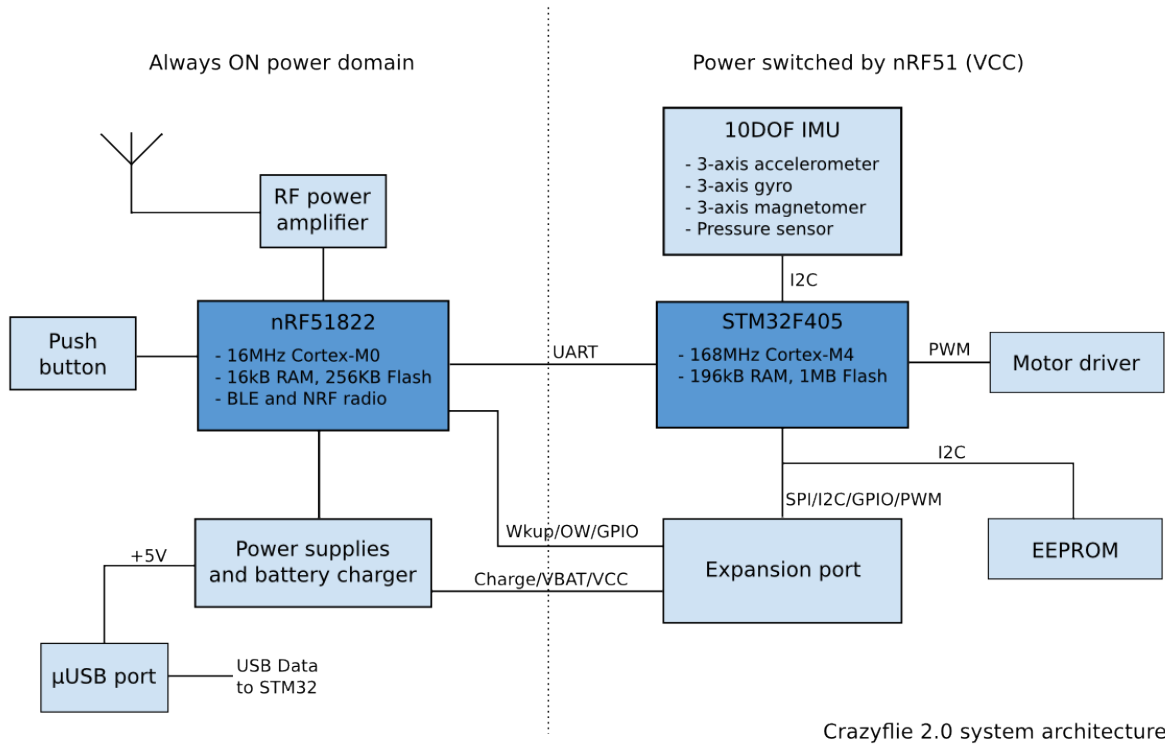 Always ON power domain
Power switched by nRF51 (VCC)
10DOF IMU
- 3-axis accelerometer
- 3-axis gyro
- 3-axis magnetomer
- Pressure sensor
RF power
amplifier
I2C
nRF51822
- 16MHz Cortex-M0
- 16kB RAM, 256KB Flash
- BLE and NRF radio
Push
button
UART
STM32F405
- 168MHz Cortex-M4
- 196kB RAM, 1MB Flash
PWM
Motor driver
I2C
SPI/I2C/GPIO/PWM
Wkup/OW/GPIO
Power supplies
and battery charger
+5V
Charge/VBAT/VCC
Expansion port
EEPROM
µUSB port
USB Data
to STM32
Crazyflie 2.0 system architecture